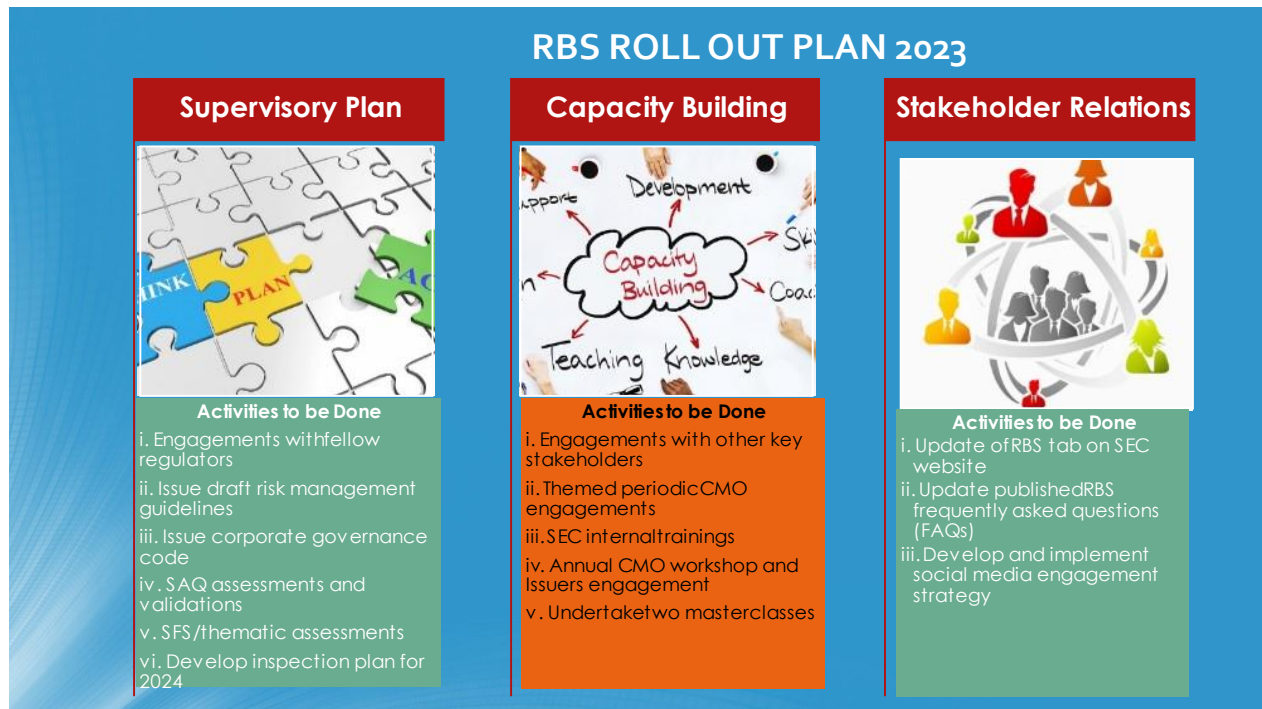 RBS ROLL OUT PLAN 2023
Supervisory Plan
THINK
PLAN
Activities to be Done
i. Engagements withfellow
regulators
ii. Issue draft risk management
guidelines
iii. Issue corporate governance
code
iv. SAQ assessments and
validations
v. SFS/thematic assessments
vi. Develop inspection plan for
2024
Capacity Building
Development
Capacity
Building
Teaching Knowledge
Activitiesto be Done
i. Engagements with other key
stakeholders
ii. Themed periodicCMO
engagements
iii.SEC internaltrainings
iv. Annual CMO workshop and
Issuers engagement
v. Undertaketwo masterclasses
Stakeholder Relations
Activities to be Done
i. Update ofRBS tab on SEC
website
ii. Update publishedRBS
frequently asked questions
(FAQs)
iii.Develop and implement
social media engagement
strategy